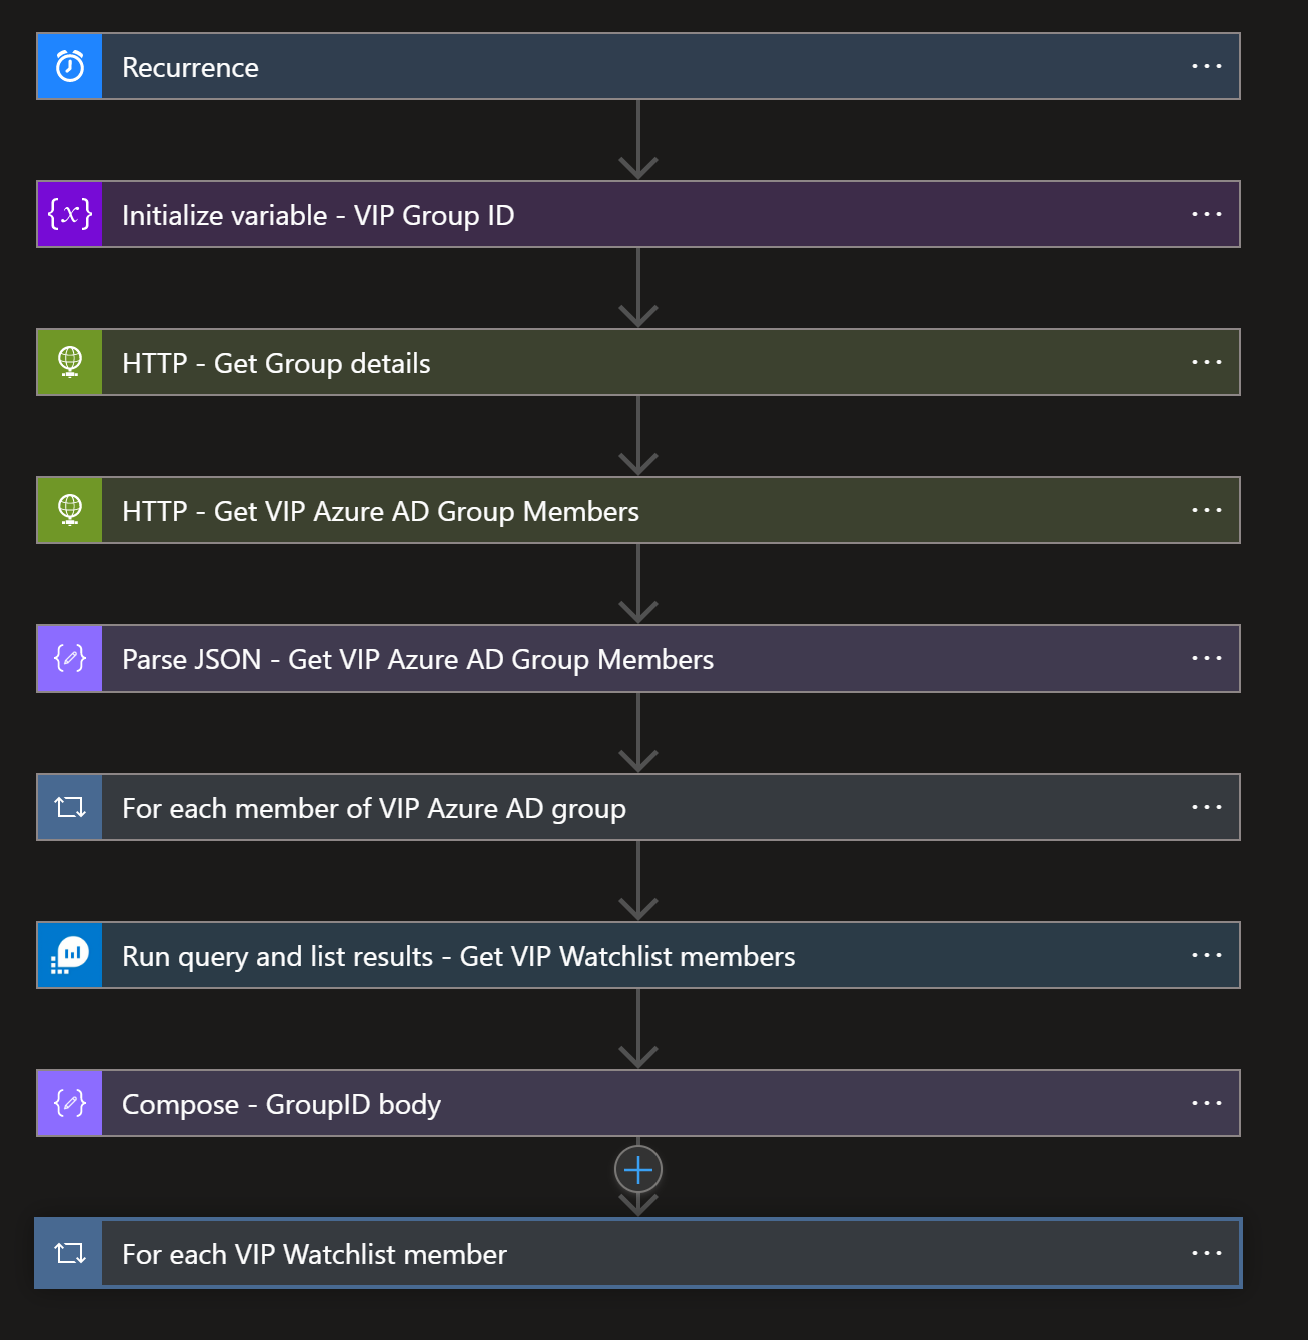 Recurrence
Initialize variable - VIP Group ID
HTTP - Get Group details
HTTP - Get VIP Azure AD Group Members
Parse JSON - Get VIP Azure AD Group Members
For each member of VIP Azure AD group
Run query and list results - Get VIP Watchlist members
Compose - GroupID body
For each VIP Watchlist member